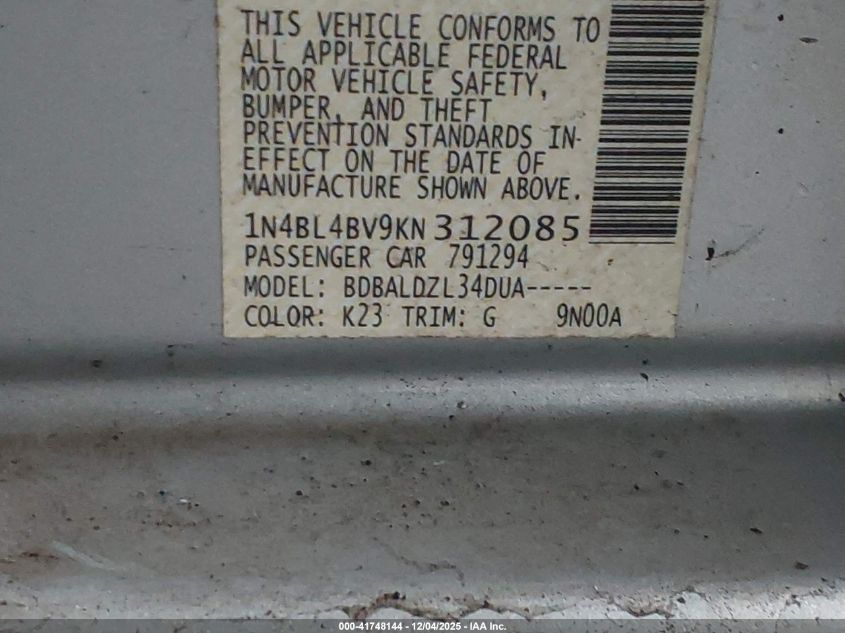 THIS VEHICLE CONFORMS TO
ALL APPLICABLE FEDERAL
MOTOR VEHICLE SAFETY,
BUMPER, AND THEFT
PREVENTION STANDARDS IN-
EFFECT ON THE DATE OF
MANUFACTURE SHOWN ABOVE.
1N4BL4BV9KN312085
PASSENGER CAR 791294
MODEL: BDBALDZL34DUA-----
COLOR: K23 TRIM: G 9N00A
000-41748144 - 12/04/2025 - IAA Inc.